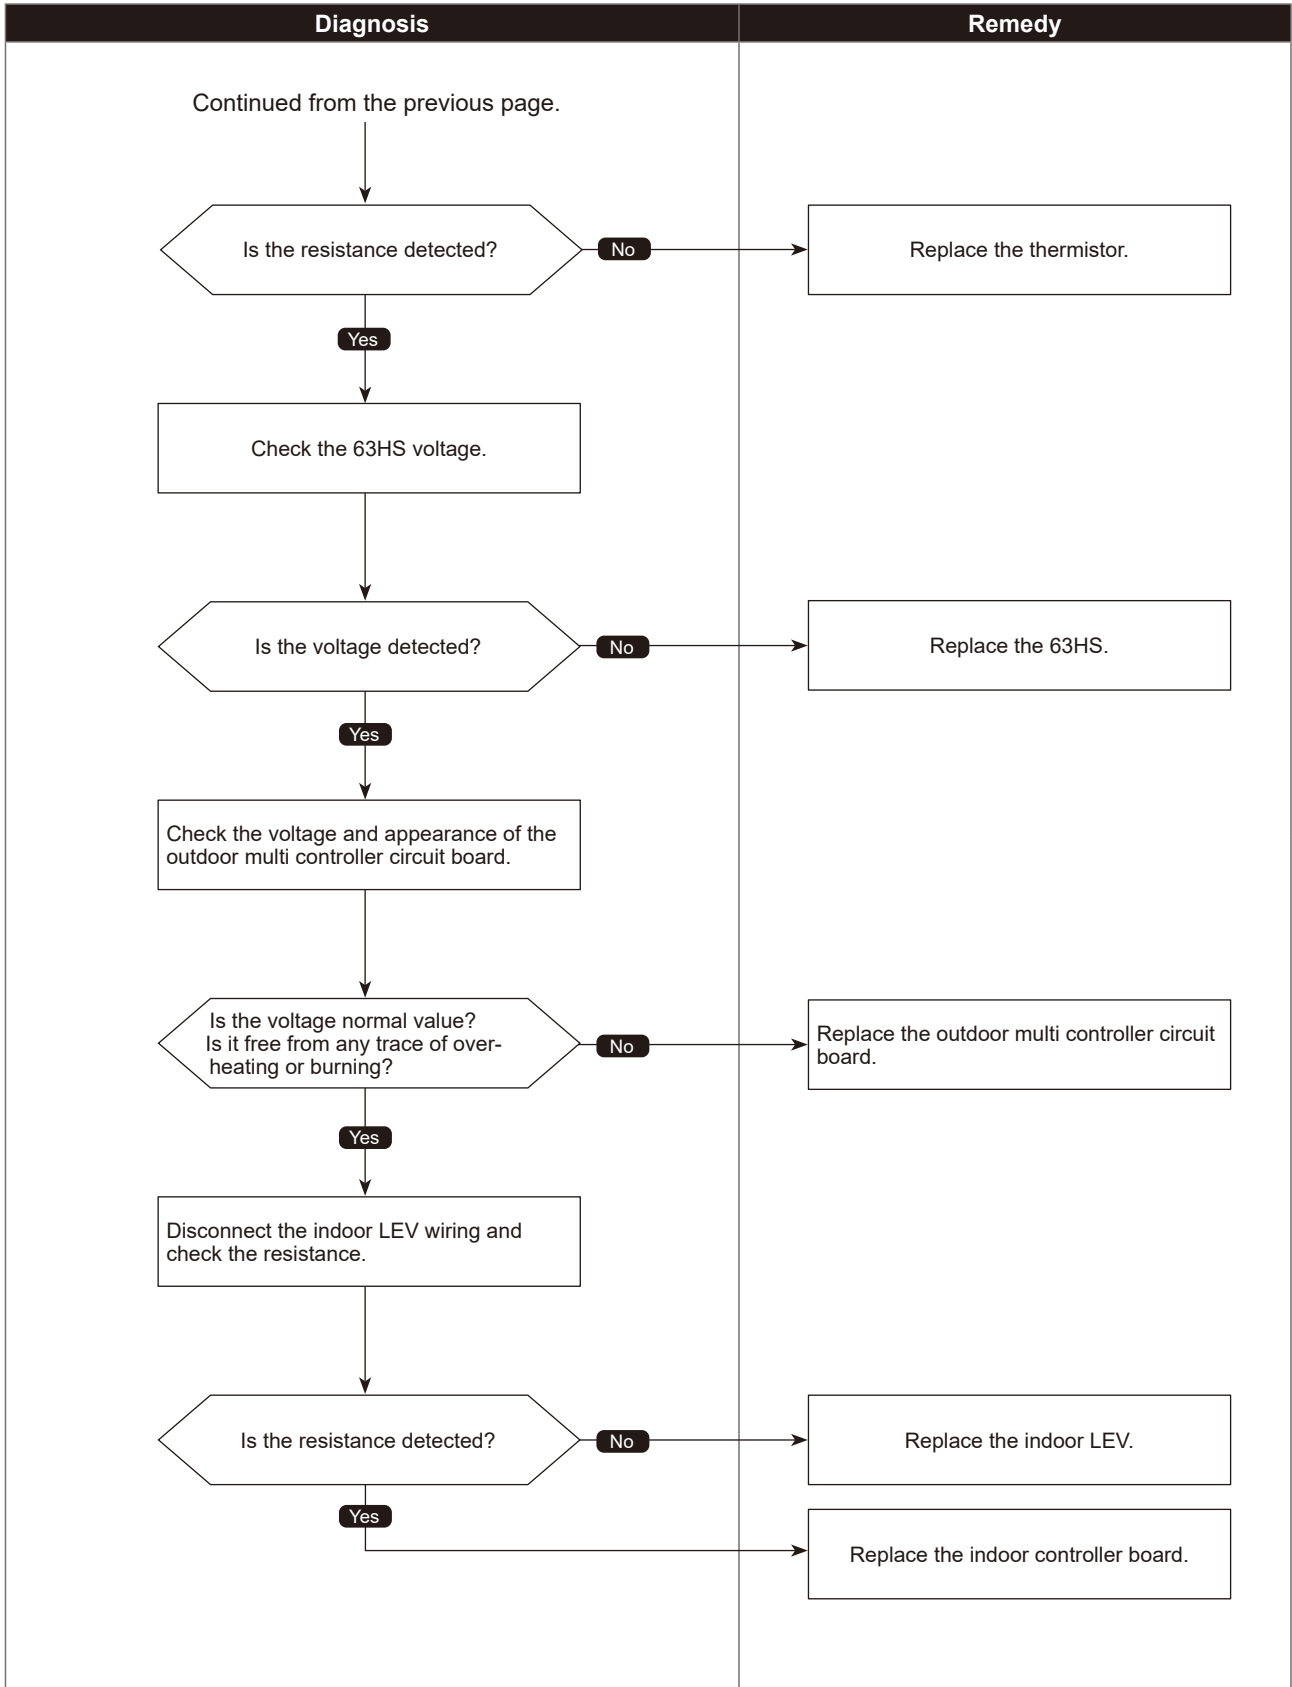 Diagnosis
Remedy
Continued from the previous page.
Is the resistance detected?
No
Replace the thermistor.
Yes
Check the 63HS voltage.
Is the voltage detected?
No
Replace the 63HS.
Yes
Check the voltage and appearance of the
outdoor multi controller circuit board.
Is the voltage normal value?
Is it free from any trace of over-
heating or burning?
No
Replace the outdoor multi controller circuit
board.
Yes
Disconnect the indoor LEV wiring and
check the resistance.
Is the resistance detected?
No
Replace the indoor LEV.
Yes
Replace the indoor controller board.